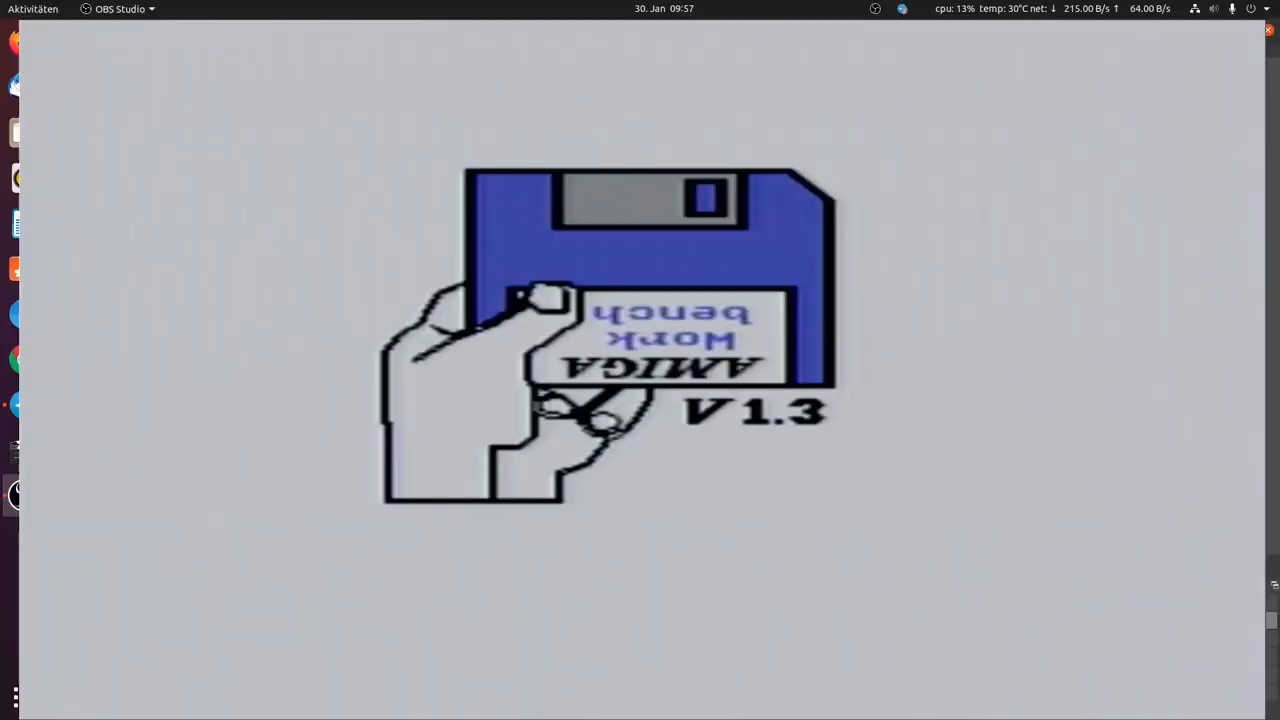 Aktivitäten OBS Studio 30. Jan 09:57 cpu: 13% temp: 30°C net: ↓ 215.00 B/s ↑ 64.00 B/s
bench
Work
AMIGA
V1.3